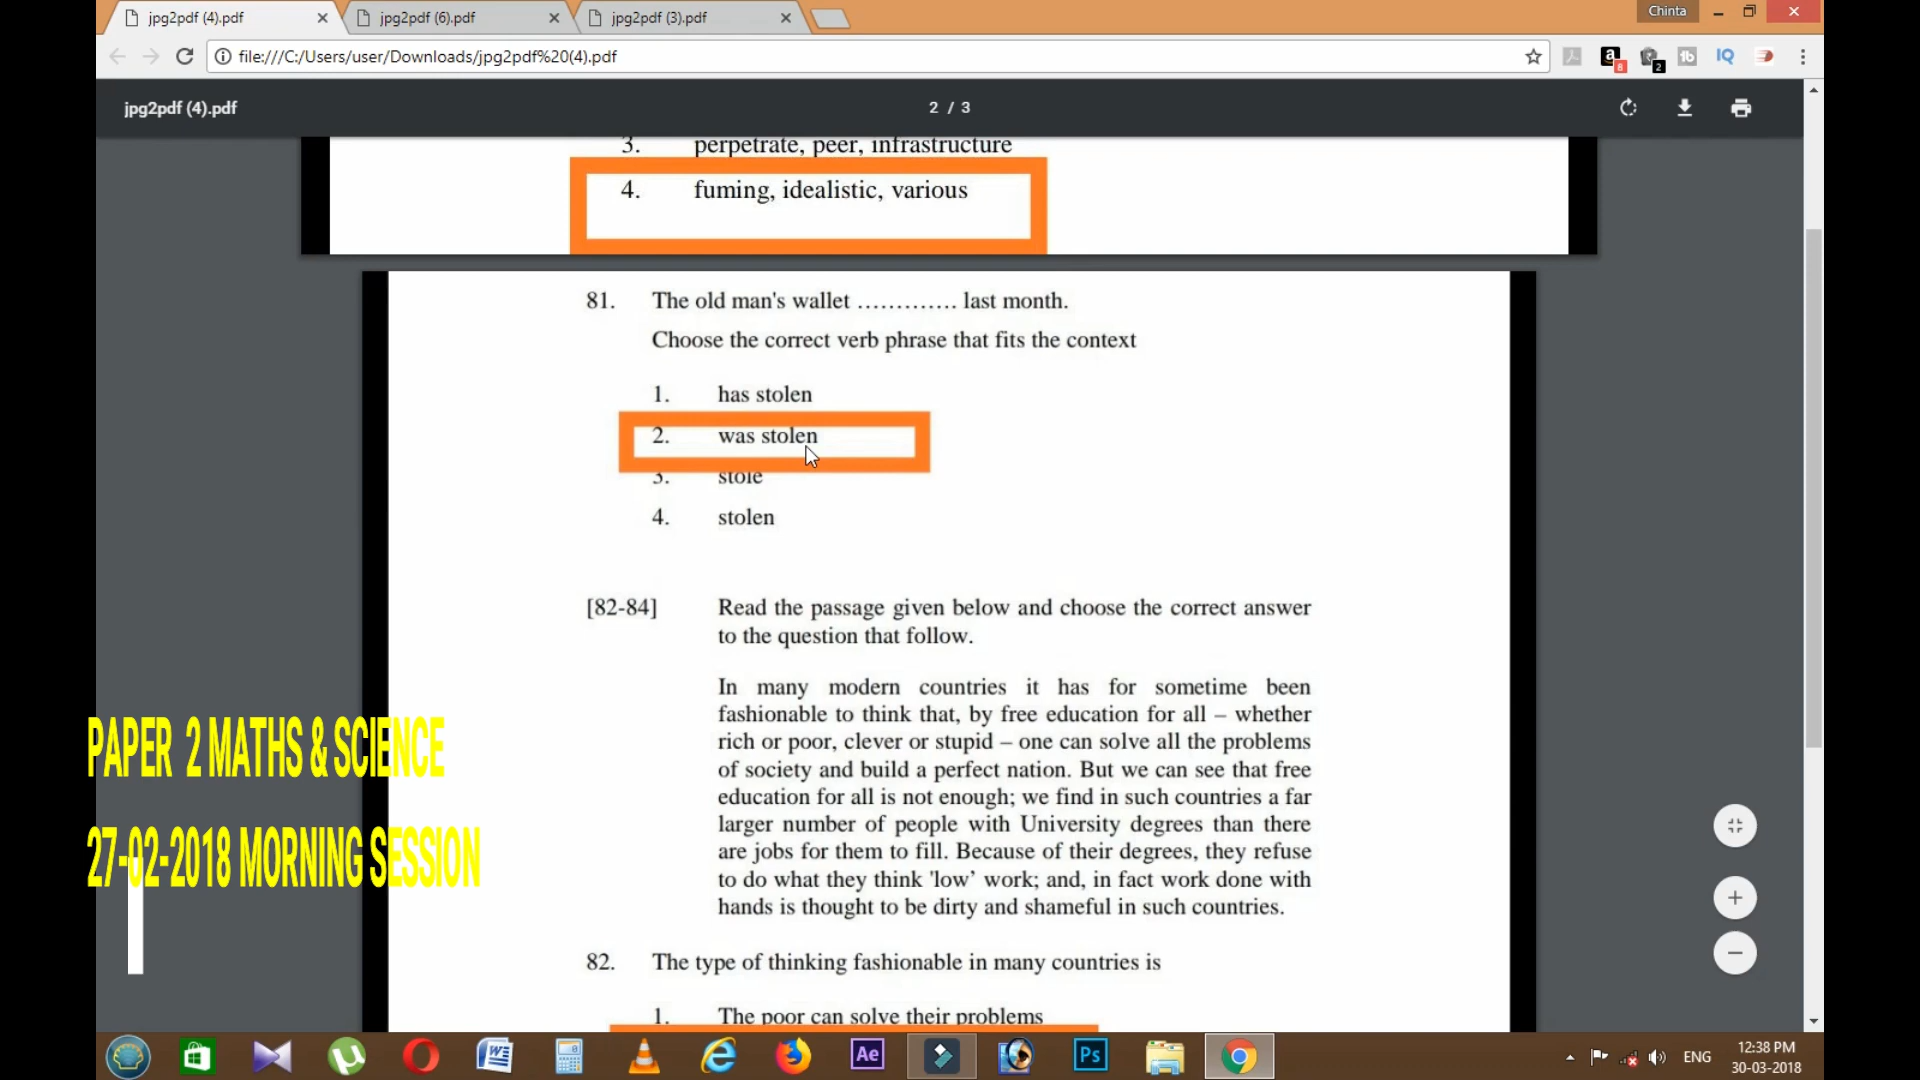 jpg2pdf (4).pdf
jpg2pdf (6).pdf
jpg2pdf (3).pdf
Chinta
file:///C:/Users/user/Downloads/jpg2pdf%20(4).pdf
jpg2pdf (4).pdf
2 / 3
3. perpetrate, peer, infrastructure
4. fuming, idealistic, various
81. The old man's wallet ............. last month.
Choose the correct verb phrase that fits the context
1. has stolen
2. was stolen
3. stole
4. stolen
[82-84] Read the passage given below and choose the correct answer
to the question that follow.
In many modern countries it has for sometime been
fashionable to think that, by free education for all – whether
rich or poor, clever or stupid – one can solve all the problems
of society and build a perfect nation. But we can see that free
education for all is not enough; we find in such countries a far
larger number of people with University degrees than there
are jobs for them to fill. Because of their degrees, they refuse
to do what they think 'low' work; and, in fact work done with
hands is thought to be dirty and shameful in such countries.
PAPER 2 MATHS & SCIENCE
27-02-2018 MORNING SESSION
82. The type of thinking fashionable in many countries is
1. The poor can solve their problems
Ae
Ps
ENG
12:38 PM
30-03-2018